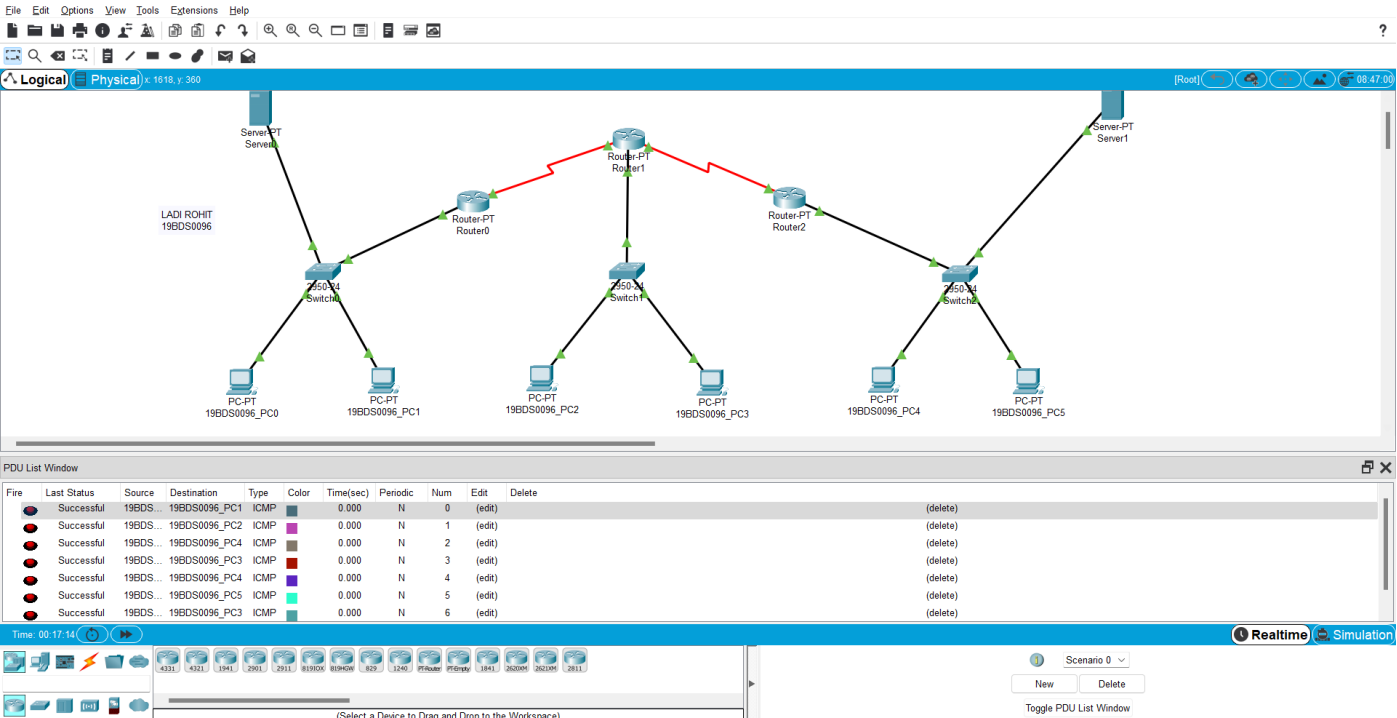 File Edit Options View Tools Extensions Help
?
Logical Physical x: 1618, y: 360 [Root] 08:47:00
Server-PT
Server0
Server-PT
Server1
Router-PT
Router1
LADI ROHIT
19BDS0096
Router-PT
Router0
Router-PT
Router2
2950-24
Switch0
2950-24
Switch1
2950-24
Switch2
PC-PT
19BDS0096_PC0
PC-PT
19BDS0096_PC1
PC-PT
19BDS0096_PC2
PC-PT
19BDS0096_PC3
PC-PT
19BDS0096_PC4
PC-PT
19BDS0096_PC5
PDU List Window
Fire Last Status Source Destination Type Color Time(sec) Periodic Num Edit Delete
Successful 19BDS... 19BDS0096_PC1 ICMP 0.000 N 0 (edit) (delete)
Successful 19BDS... 19BDS0096_PC2 ICMP 0.000 N 1 (edit) (delete)
Successful 19BDS... 19BDS0096_PC4 ICMP 0.000 N 2 (edit) (delete)
Successful 19BDS... 19BDS0096_PC3 ICMP 0.000 N 3 (edit) (delete)
Successful 19BDS... 19BDS0096_PC4 ICMP 0.000 N 4 (edit) (delete)
Successful 19BDS... 19BDS0096_PC5 ICMP 0.000 N 5 (edit) (delete)
Successful 19BDS... 19BDS0096_PC3 ICMP 0.000 N 6 (edit) (delete)
Time: 00:17:14 Realtime Simulation
4331 4321 1941 2901 2911 819IOX 819HGW 829 1240 PT-Router PT-Empty 1841 2620XM 2621XM 2811
Scenario 0
New Delete
Toggle PDU List Window
(Select a Device to Drag and Drop to the Workspace)